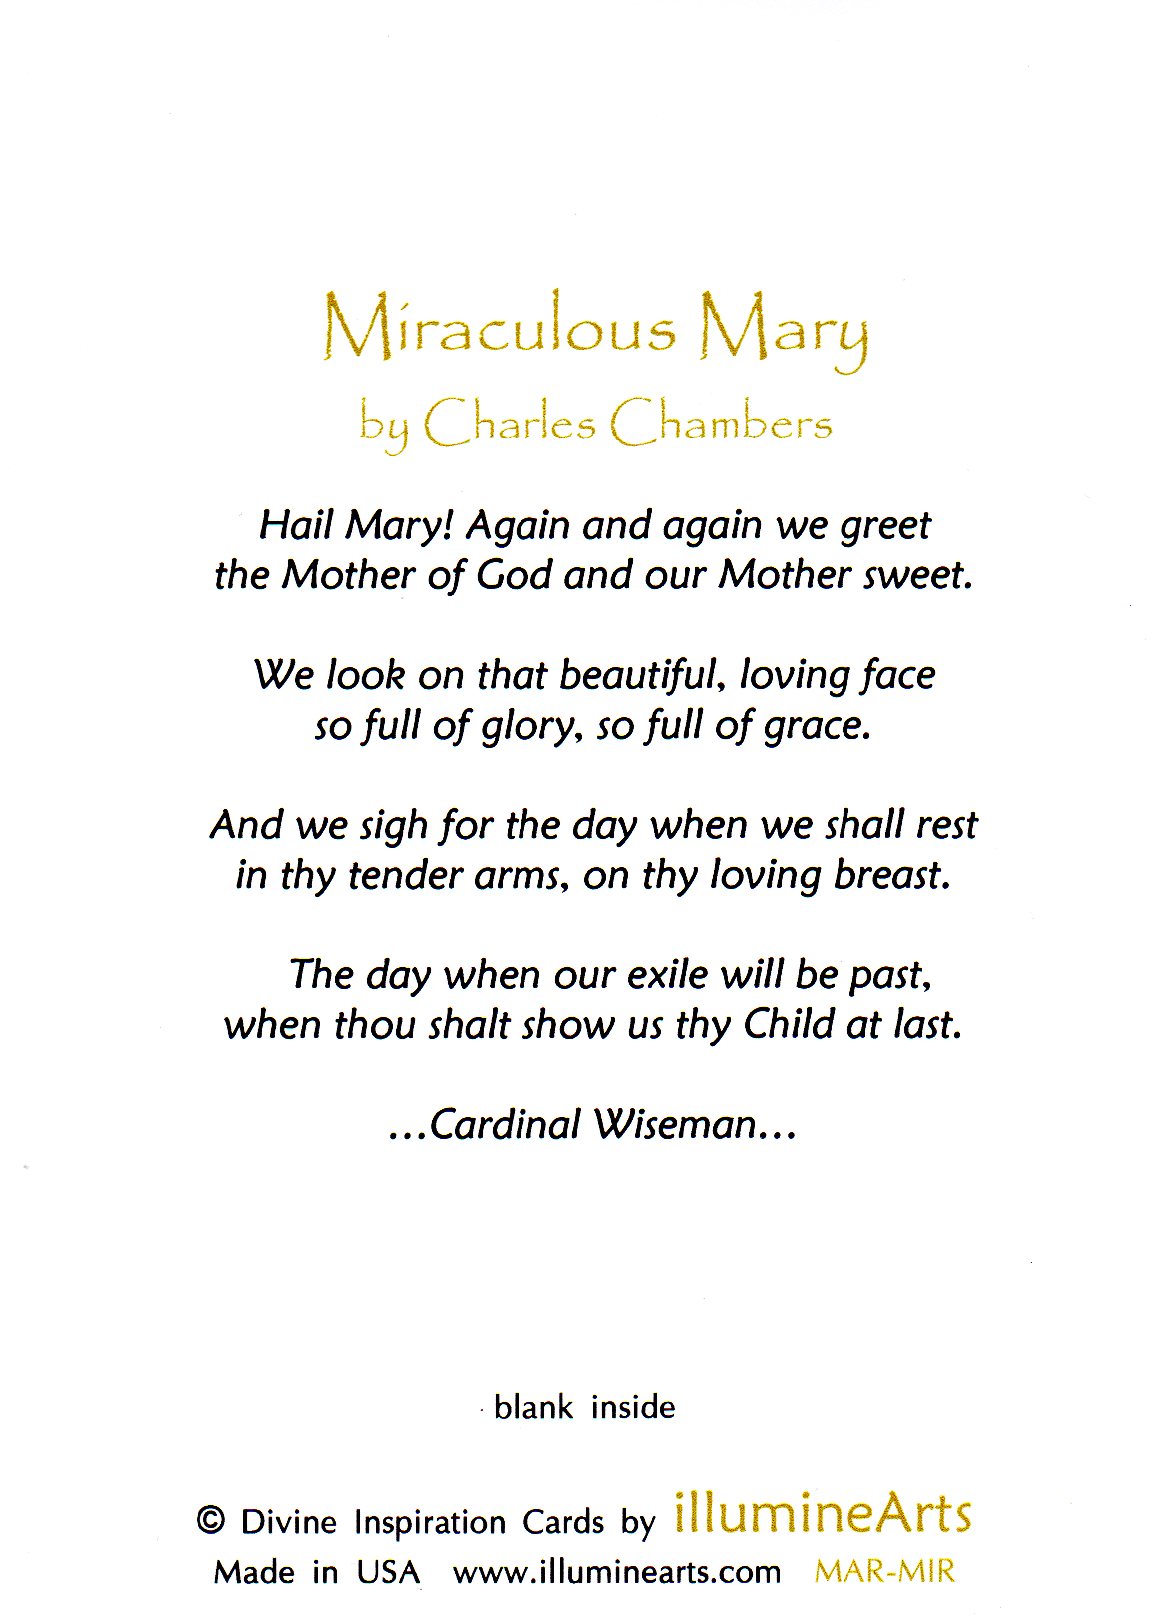 Miraculous Mary
by Charles Chambers
Hail Mary! Again and again we greet
the Mother of God and our Mother sweet.
We look on that beautiful, loving face
so full of glory, so full of grace.
And we sigh for the day when we shall rest
in thy tender arms, on thy loving breast.
The day when our exile will be past,
when thou shalt show us thy Child at last.
...Cardinal Wiseman...
blank inside
© Divine Inspiration Cards by illumineArts
Made in USA www.illuminearts.com MAR-MIR